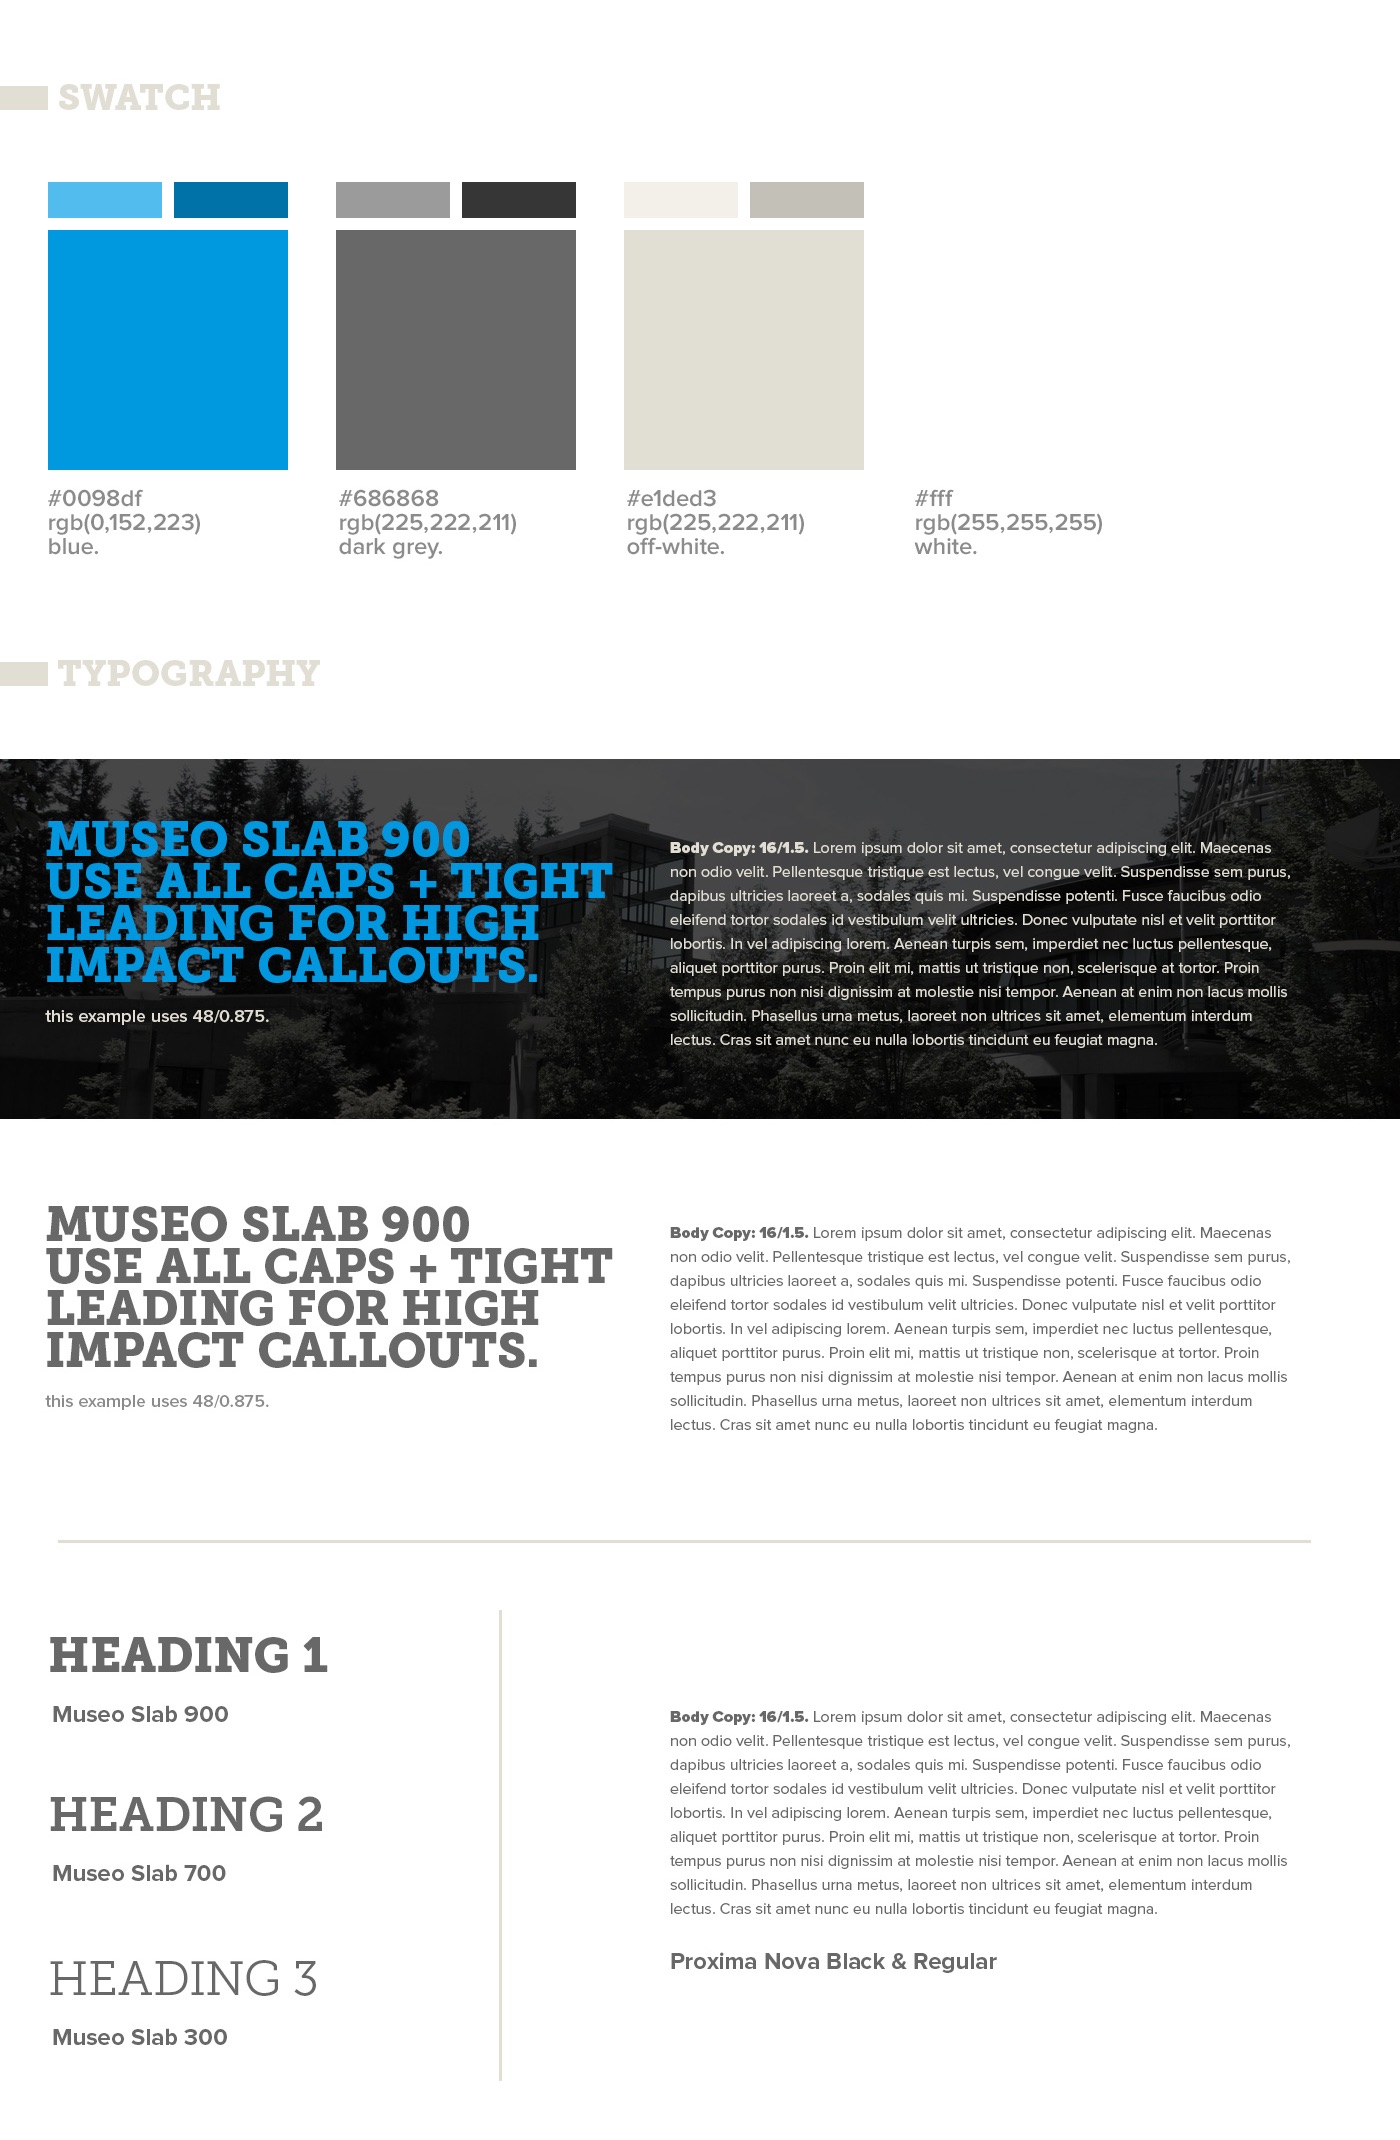 SWATCH
#0098df
rgb(0,152,223)
blue.
#686868
rgb(225,222,211)
dark grey.
#e1ded3
rgb(225,222,211)
off-white.
#fff
rgb(255,255,255)
white.
TYPOGRAPHY
MUSEO SLAB 900
USE ALL CAPS + TIGHT
LEADING FOR HIGH
IMPACT CALLOUTS.
this example uses 48/0.875.
Body Copy: 16/1.5. Lorem ipsum dolor sit amet, consectetur adipiscing elit. Maecenas
non odio velit. Pellentesque tristique est lectus, vel congue velit. Suspendisse sem purus,
dapibus ultricies laoreet a, sodales quis mi. Suspendisse potenti. Fusce faucibus odio
eleifend tortor sodales id vestibulum velit ultricies. Donec vulputate nisl et velit porttitor
lobortis. In vel adipiscing lorem. Aenean turpis sem, imperdiet nec luctus pellentesque,
aliquet porttitor purus. Proin elit mi, mattis ut tristique non, scelerisque at tortor. Proin
tempus purus non nisi dignissim at molestie nisi tempor. Aenean at enim non lacus mollis
sollicitudin. Phasellus urna metus, laoreet non ultrices sit amet, elementum interdum
lectus. Cras sit amet nunc eu nulla lobortis tincidunt eu feugiat magna.
MUSEO SLAB 900
USE ALL CAPS + TIGHT
LEADING FOR HIGH
IMPACT CALLOUTS.
this example uses 48/0.875.
Body Copy: 16/1.5. Lorem ipsum dolor sit amet, consectetur adipiscing elit. Maecenas
non odio velit. Pellentesque tristique est lectus, vel congue velit. Suspendisse sem purus,
dapibus ultricies laoreet a, sodales quis mi. Suspendisse potenti. Fusce faucibus odio
eleifend tortor sodales id vestibulum velit ultricies. Donec vulputate nisl et velit porttitor
lobortis. In vel adipiscing lorem. Aenean turpis sem, imperdiet nec luctus pellentesque,
aliquet porttitor purus. Proin elit mi, mattis ut tristique non, scelerisque at tortor. Proin
tempus purus non nisi dignissim at molestie nisi tempor. Aenean at enim non lacus mollis
sollicitudin. Phasellus urna metus, laoreet non ultrices sit amet, elementum interdum
lectus. Cras sit amet nunc eu nulla lobortis tincidunt eu feugiat magna.
HEADING 1
Museo Slab 900
HEADING 2
Museo Slab 700
HEADING 3
Museo Slab 300
Body Copy: 16/1.5. Lorem ipsum dolor sit amet, consectetur adipiscing elit. Maecenas
non odio velit. Pellentesque tristique est lectus, vel congue velit. Suspendisse sem purus,
dapibus ultricies laoreet a, sodales quis mi. Suspendisse potenti. Fusce faucibus odio
eleifend tortor sodales id vestibulum velit ultricies. Donec vulputate nisl et velit porttitor
lobortis. In vel adipiscing lorem. Aenean turpis sem, imperdiet nec luctus pellentesque,
aliquet porttitor purus. Proin elit mi, mattis ut tristique non, scelerisque at tortor. Proin
tempus purus non nisi dignissim at molestie nisi tempor. Aenean at enim non lacus mollis
sollicitudin. Phasellus urna metus, laoreet non ultrices sit amet, elementum interdum
lectus. Cras sit amet nunc eu nulla lobortis tincidunt eu feugiat magna.
Proxima Nova Black & Regular